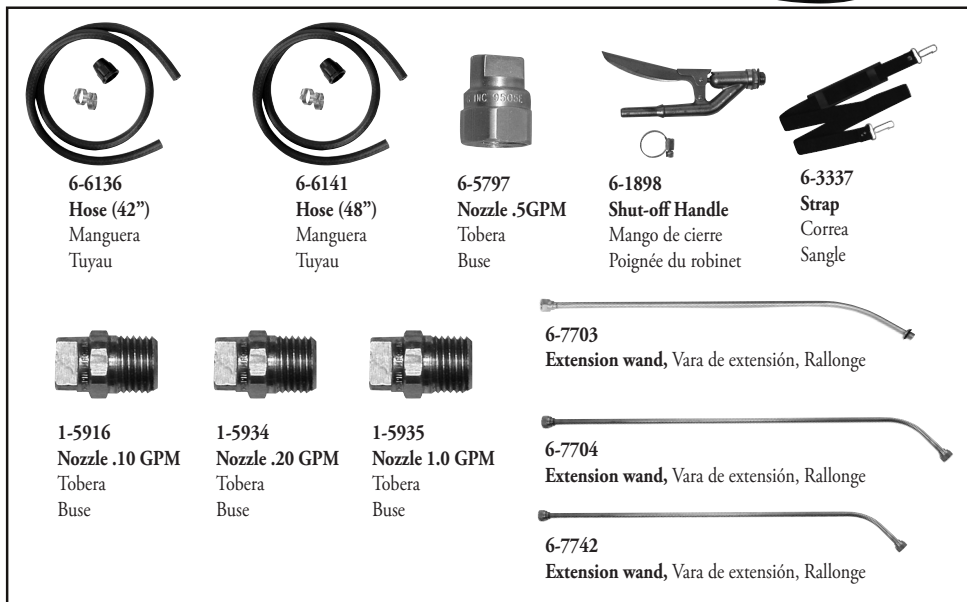 6-6136
Hose (42”)
Manguera
Tuyau
6-6141
Hose (48”)
Manguera
Tuyau
INC 9505E
6-5797
Nozzle .5GPM
Tobera
Buse
6-1898
Shut-off Handle
Mango de cierre
Poignée du robinet
6-3337
Strap
Correa
Sangle
1-5916
Nozzle .10 GPM
Tobera
Buse
1-5934
Nozzle .20 GPM
Tobera
Buse
1-5935
Nozzle 1.0 GPM
Tobera
Buse
6-7703
Extension wand, Vara de extensión, Rallonge
6-7704
Extension wand, Vara de extensión, Rallonge
6-7742
Extension wand, Vara de extensión, Rallonge